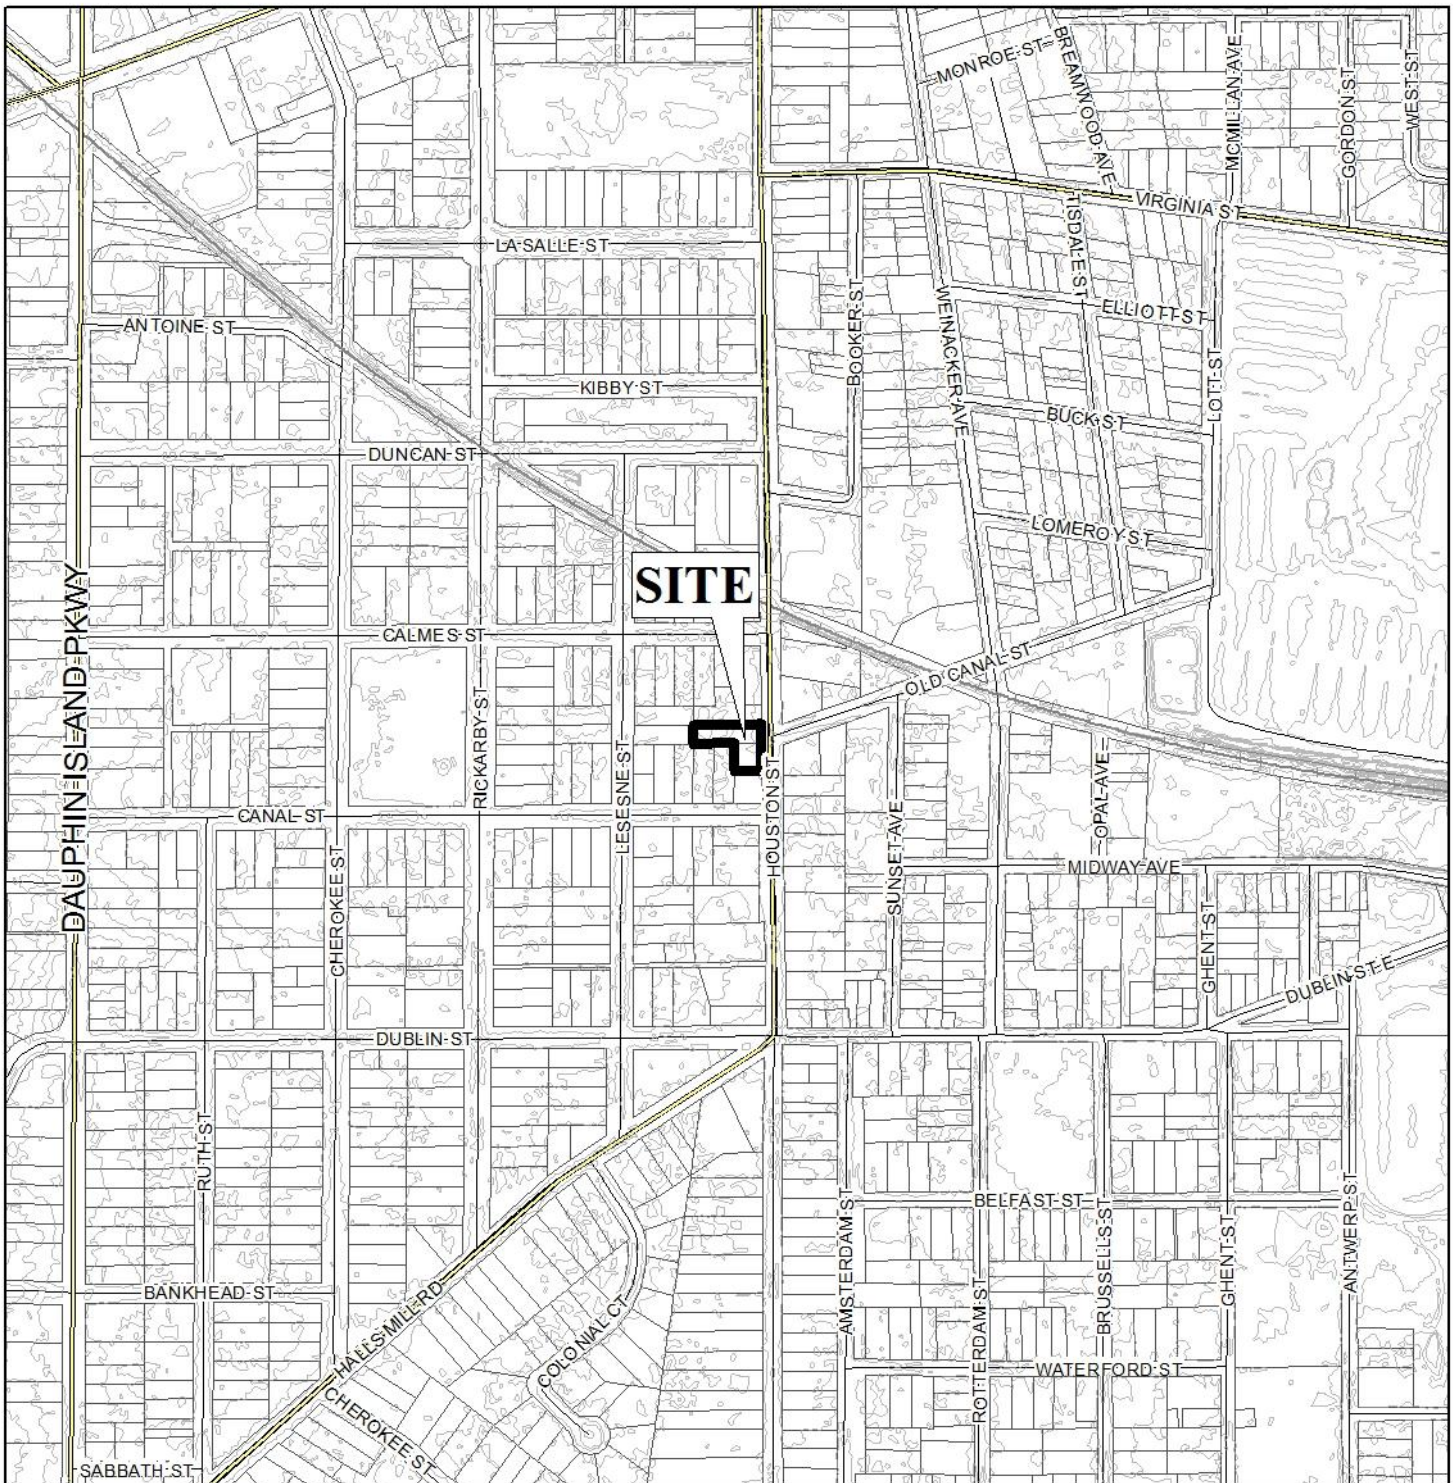 MONROE ST
BREAMWOOD AVE
MCMILLAN AVE
GORDON ST
WEST ST
VIRGINIA ST
TISDALE ST
LA SALLE ST
BOOKER ST
WEINACKER AVE
ELLIOTT ST
ANTOINE ST
LOTT ST
KIBBY ST
BUCK ST
DUNCAN ST
LOMEROY ST
SITE
DAUPHIN ISLAND PKWY
CALMES ST
OLD CANAL ST
RICKARBY ST
LESESNE ST
HOUSTON ST
OPAL AVE
CANAL ST
SUNSET AVE
MIDWAY AVE
CHEROKEE ST
GHENT ST
DUBLIN ST E
DUBLIN ST
RUTH ST
BELFAST ST
AMSTERDAM ST
BRUSSELLS ST
GHENT ST
ANTWERP ST
BANKHEAD ST
HALLS MILL RD
COLONIAL CT
ROTTERDAM ST
WATERFORD ST
CHEROKEE ST
SABBATH ST